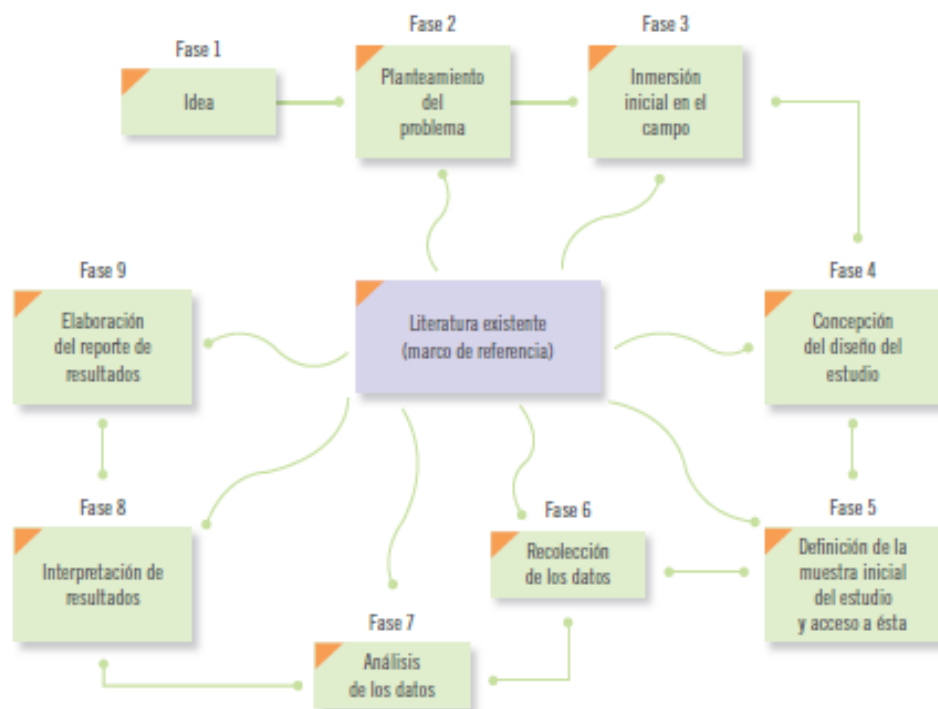 Fase 1
Idea
Fase 2
Planteamiento
del
problema
Fase 3
Inmersión
inicial en el
campo
Fase 4
Concepción
del diseño del
estudio
Fase 5
Definición de la
muestra inicial
del estudio
y acceso a ésta
Fase 6
Recolección
de los datos
Fase 7
Análisis
de los datos
Fase 8
Interpretación de
resultados
Fase 9
Elaboración
del reporte de
resultados
Literatura existente
(marco de referencia)